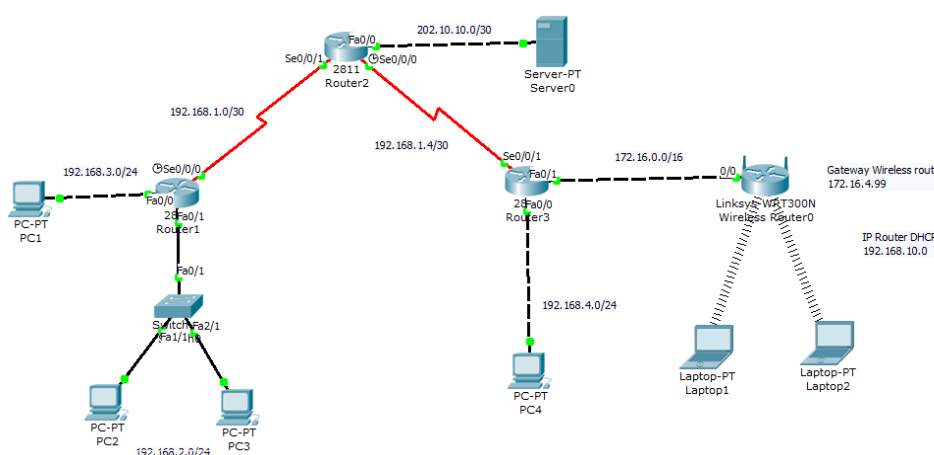 202.10.10.0/30
Fa0/0
Se0/0/1
Se0/0/0
2811
Router2
Server-PT
Server0
192.168.1.0/30
192.168.1.4/30
192.168.3.0/24
Se0/0/0
Fa0/0
28
Fa0/1
Router1
PC-PT
PC1
Se0/0/1
Fa0/1
172.16.0.0/16
0/0
28
Fa0/0
Router3
Linksys-WRT300N
Wireless Router0
Gateway Wireless rout
172.16.4.99
IP Router DHCP
192.168.10.0
Fa0/1
Switch
Fa2/1
Fa1/1
192.168.4.0/24
PC-PT
PC2
PC-PT
PC3
192.168.2.0/24
PC-PT
PC4
Laptop-PT
Laptop1
Laptop-PT
Laptop2